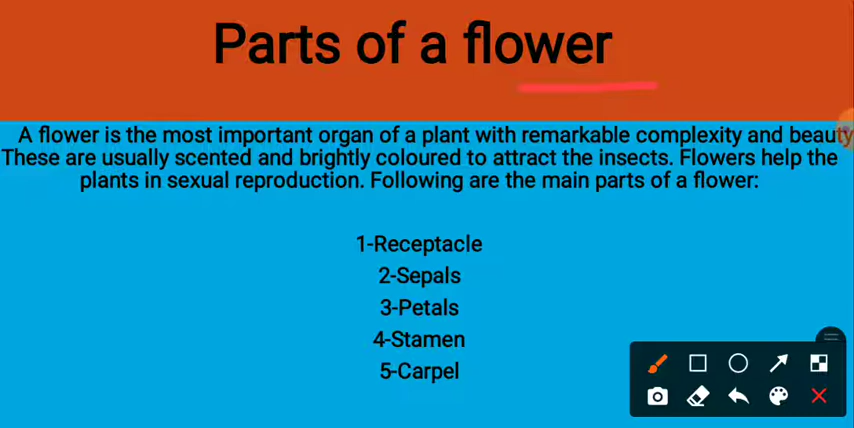 Parts of a flower
A flower is the most important organ of a plant with remarkable complexity and beauty
These are usually scented and brightly coloured to attract the insects. Flowers help the
plants in sexual reproduction. Following are the main parts of a flower:
1-Receptacle
2-Sepals
3-Petals
4-Stamen
5-Carpel